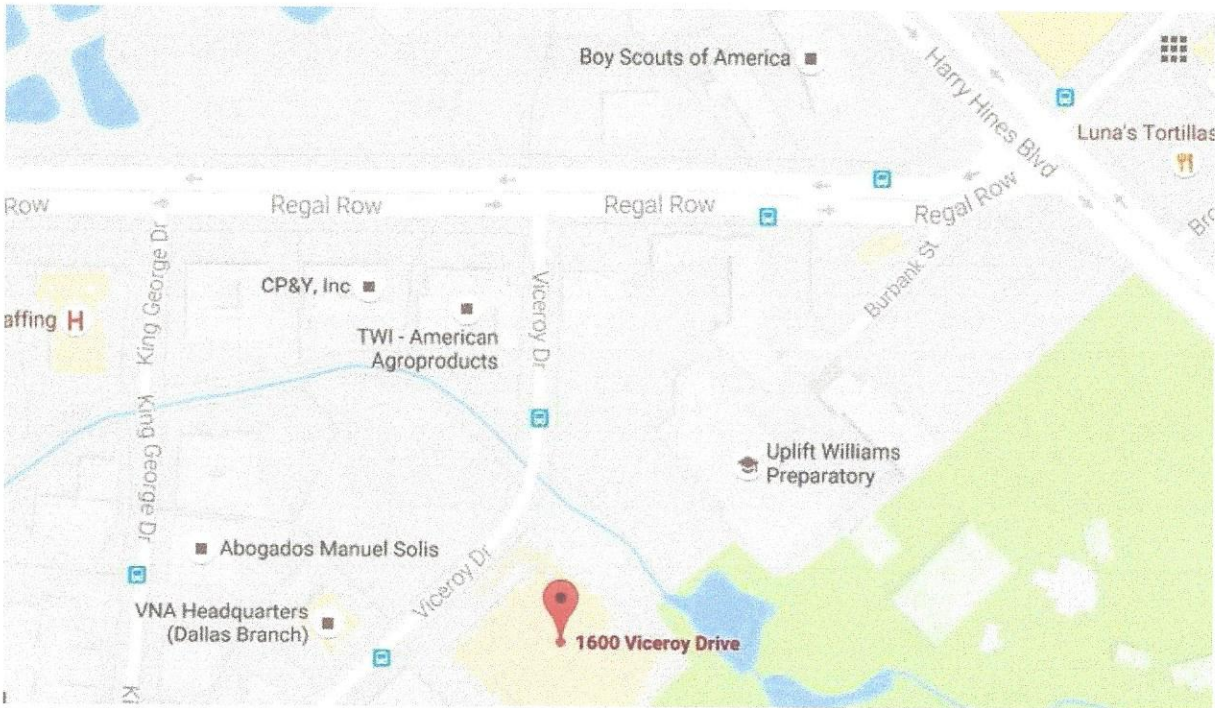 Boy Scouts of America
Harry Hines Blvd
Luna's Tortillas
Row
Regal Row
Regal Row
Regal Row
Burbank St
King George Dr
CP&Y, Inc
Viceroy Dr
affing H
TWI - American
Agroproducts
King George Dr
Uplift Williams
Preparatory
Abogados Manuel Solis
Viceroy Dr
VNA Headquarters
(Dallas Branch)
1600 Viceroy Drive
Ki
Bro